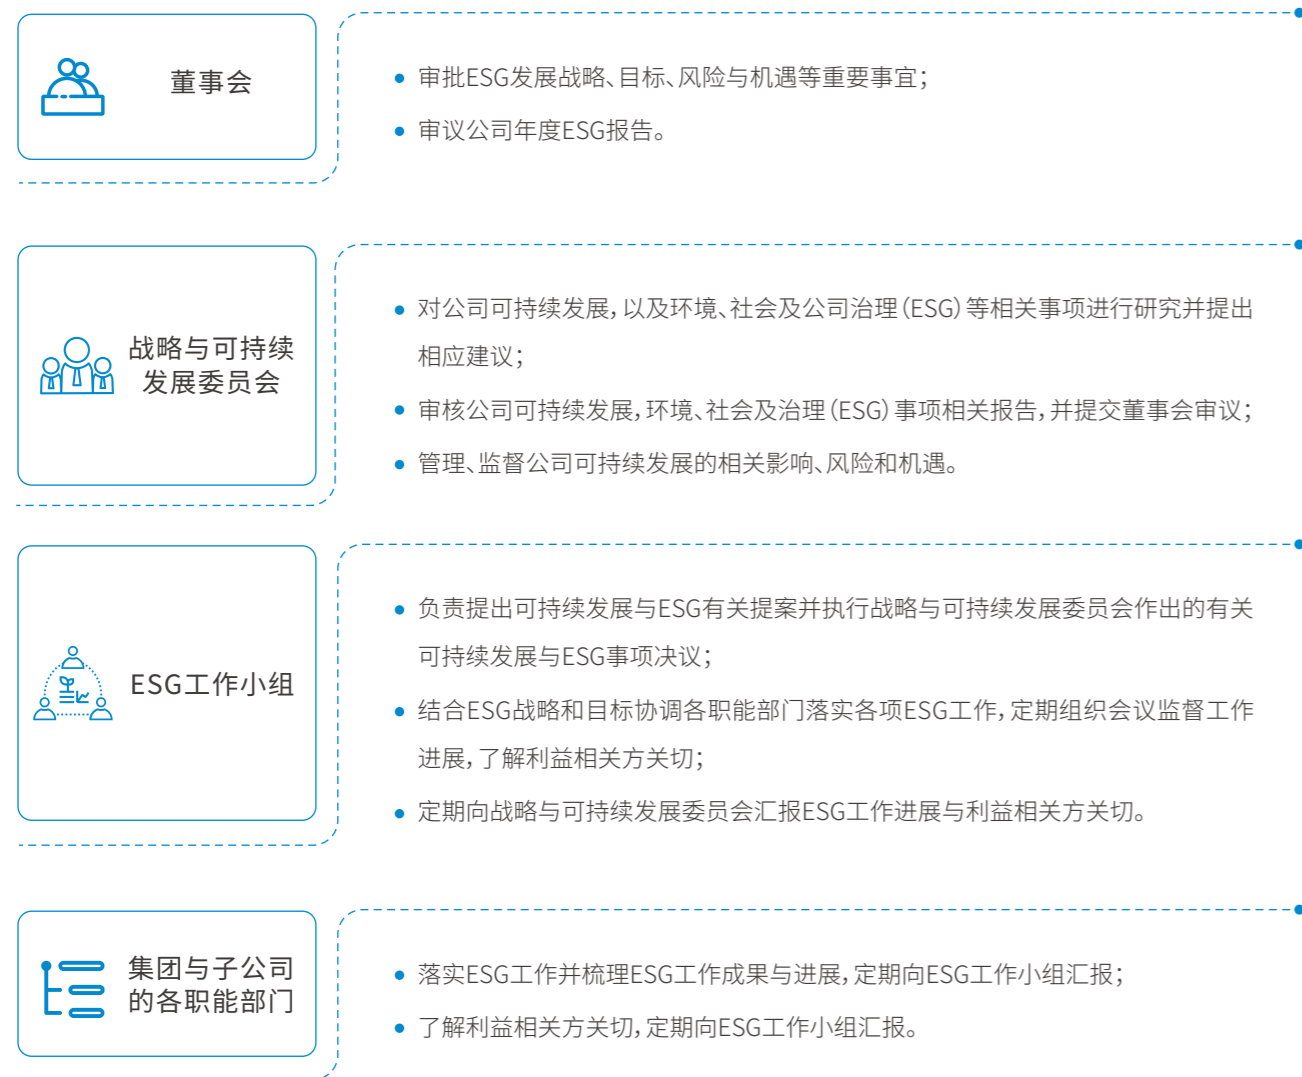 董事会
审批ESG发展战略、目标、风险与机遇等重要事宜；
审议公司年度ESG报告。
战略与可持续
发展委员会
对公司可持续发展，以及环境、社会及公司治理（ESG）等相关事项进行研究并提出
相应建议；
审核公司可持续发展，环境、社会及治理（ESG）事项相关报告，并提交董事会审议；
管理、监督公司可持续发展的相关影响、风险和机遇。
ESG工作小组
负责提出可持续发展与ESG有关提案并执行战略与可持续发展委员会作出的有关
可持续发展与ESG事项决议；
结合ESG战略和目标协调各职能部门落实各项ESG工作，定期组织会议监督工作
进展，了解利益相关方关切；
定期向战略与可持续发展委员会汇报ESG工作进展与利益相关方关切。
集团与子公司
的各职能部门
落实ESG工作并梳理ESG工作成果与进展，定期向ESG工作小组汇报；
了解利益相关方关切，定期向ESG工作小组汇报。